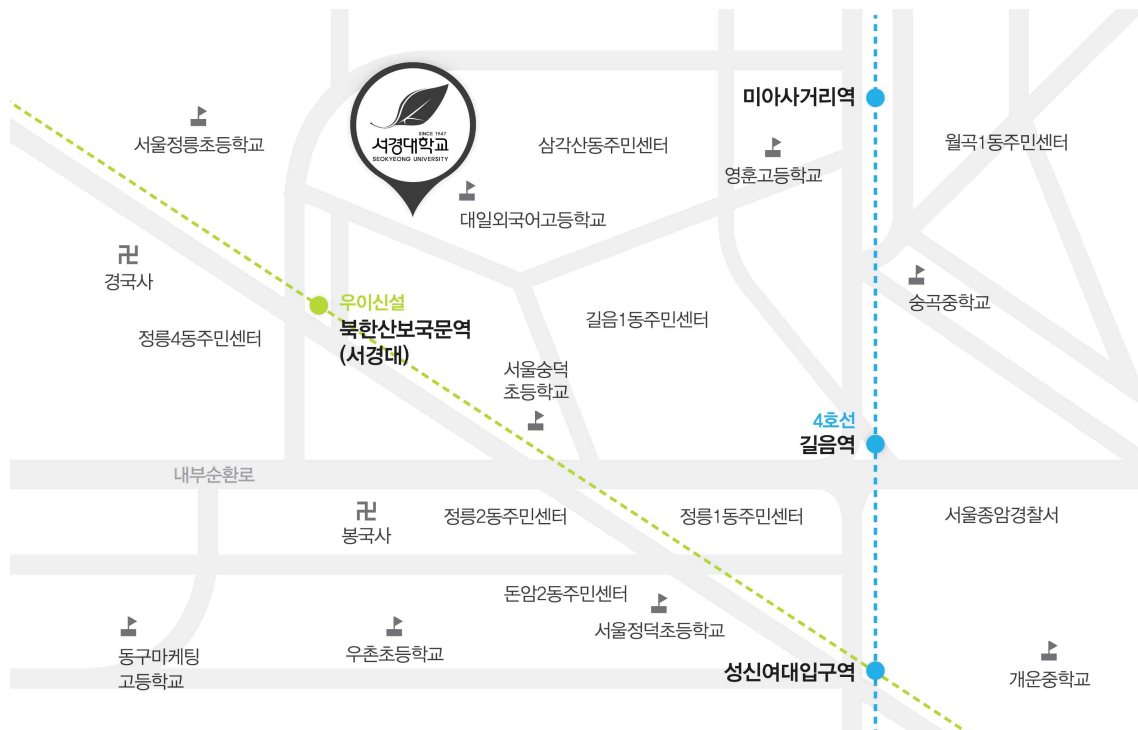 미아사거리역
SINCE 1947
서경대학교
SEOKYEONG UNIVERSITY
서울정릉초등학교
삼각산동주민센터
월곡1동주민센터
영훈고등학교
대일외국어고등학교
경국사
우이신설
북한산보국문역
(서경대)
숭곡중학교
길음1동주민센터
정릉4동주민센터
서울숭덕
초등학교
4호선
길음역
내부순환로
봉국사
정릉2동주민센터
정릉1동주민센터
서울종암경찰서
돈암2동주민센터
서울정덕초등학교
동구마케팅
고등학교
우촌초등학교
성신여대입구역
개운중학교